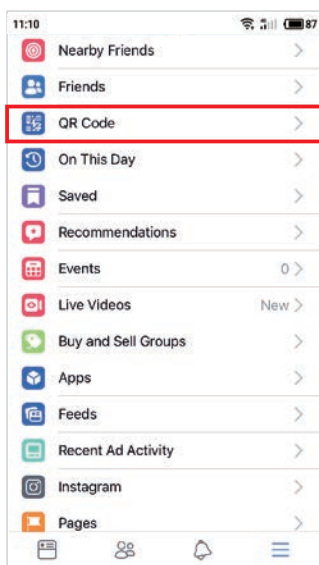 11:10 87
Nearby Friends
Friends
QR Code
On This Day
Saved
Recommendations
Events 0
Live Videos New
Buy and Sell Groups
Apps
Feeds
Recent Ad Activity
Instagram
Pages